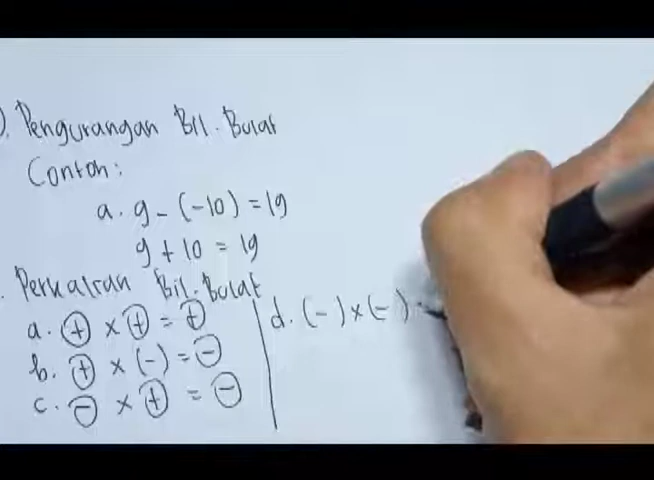 ). Pengurangan Bil. Bulat
Contoh:
a. 9 - (-10) = 19
9 + 10 = 19
. Perkalian Bil. Bulat
a. (+) × (+) = (+)
b. (+) × (-) = (-)
c. (-) × (+) = (-)
d. (-) × (-)